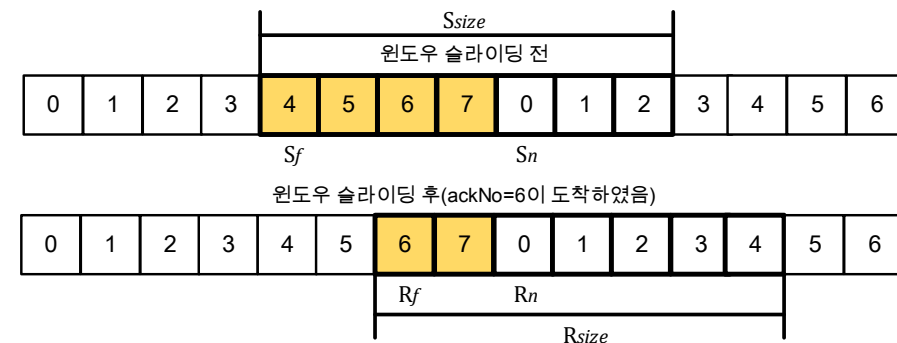 Ssize
윈도우 슬라이딩 전
0 1 2 3 4 5 6 7 0 1 2 3 4 5 6
Sf Sn
윈도우 슬라이딩 후(ackNo=6이 도착하였음)
0 1 2 3 4 5 6 7 0 1 2 3 4 5 6
Rf Rn
Rsize